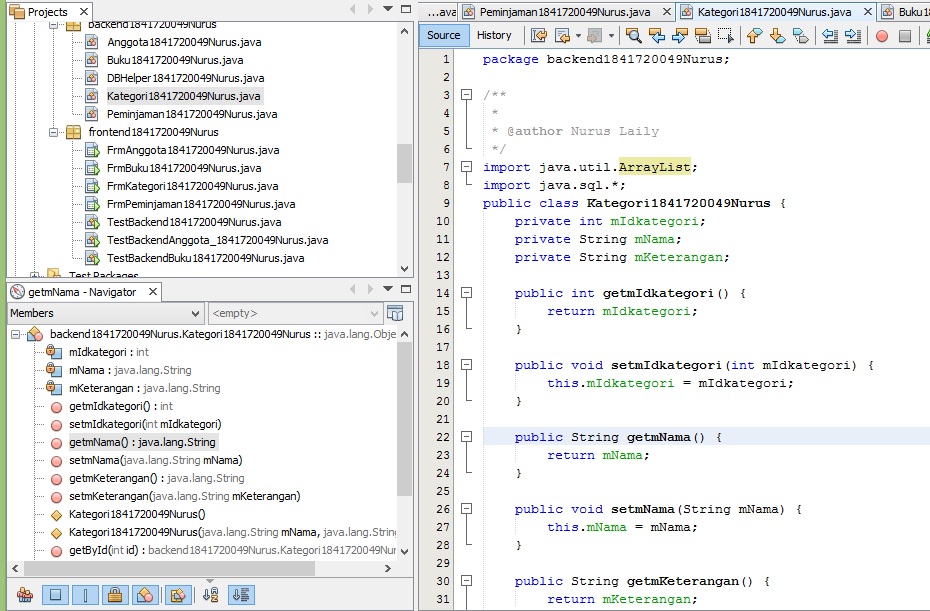 Projects
backend1841720049Nurus
Anggota1841720049Nurus.java
Buku1841720049Nurus.java
DBHelper1841720049Nurus.java
Kategori1841720049Nurus.java
Peminjaman1841720049Nurus.java
frontend1841720049Nurus
FrmAnggota1841720049Nurus.java
FrmBuku1841720049Nurus.java
FrmKategori1841720049Nurus.java
FrmPeminjaman1841720049Nurus.java
TestBackend1841720049Nurus.java
TestBackendAnggota_1841720049Nurus.java
TestBackendBuku1841720049Nurus.java
Test Packages
getmNama - Navigator
Members
<empty>
backend1841720049Nurus.Kategori1841720049Nurus :: java.lang.Obje
mIdkategori : int
mNama : java.lang.String
mKeterangan : java.lang.String
getmIdkategori() : int
setmIdkategori(int mIdkategori)
getmNama() : java.lang.String
setmNama(java.lang.String mNama)
getmKeterangan() : java.lang.String
setmKeterangan(java.lang.String mKeterangan)
Kategori1841720049Nurus()
Kategori1841720049Nurus(java.lang.String mNama, java.lang.String
getById(int id) : backend1841720049Nurus.Kategori1841720049Nur
...ava
Peminjaman1841720049Nurus.java
Kategori1841720049Nurus.java
Buku18
Source
History
1 package backend1841720049Nurus;
2
3 /**
4 *
5 * @author Nurus Laily
6 */
7 import java.util.ArrayList;
8 import java.sql.*;
9 public class Kategori1841720049Nurus {
10 private int mIdkategori;
11 private String mNama;
12 private String mKeterangan;
13
14 public int getmIdkategori() {
15 return mIdkategori;
16 }
17
18 public void setmIdkategori(int mIdkategori) {
19 this.mIdkategori = mIdkategori;
20 }
21
22 public String getmNama() {
23 return mNama;
24 }
25
26 public void setmNama(String mNama) {
27 this.mNama = mNama;
28 }
29
30 public String getmKeterangan() {
31 return mKeterangan;